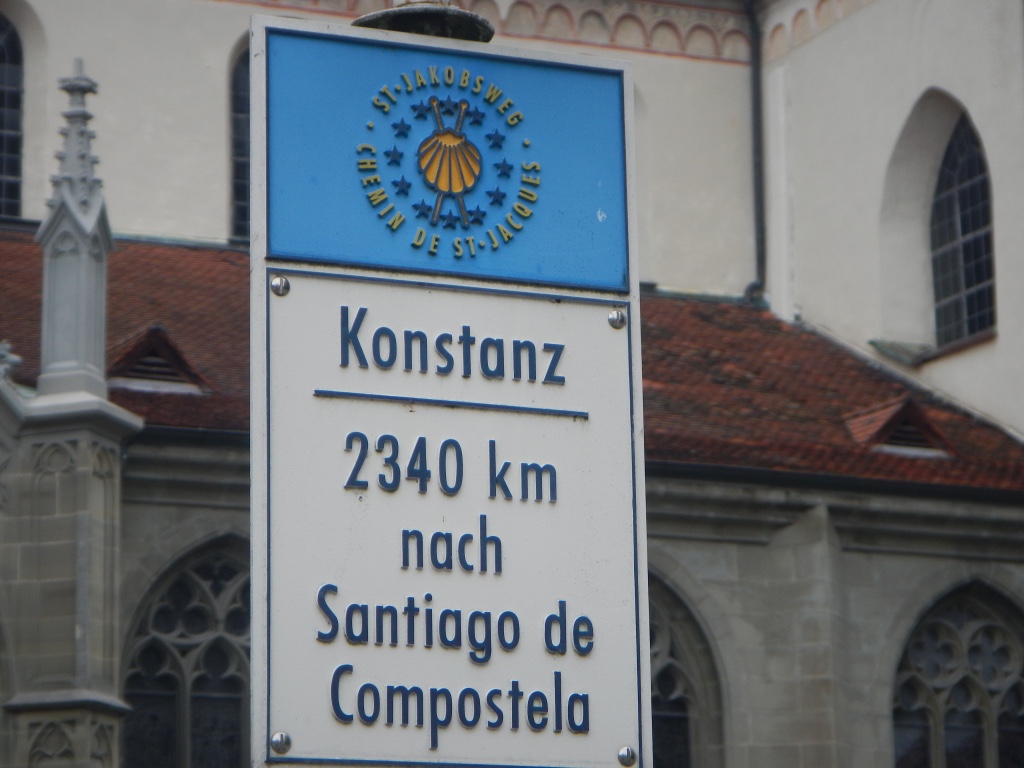 ST-JAKOBSWEG
CHEMIN DE ST-JACQUES
Konstanz
2340 km
nach
Santiago de
Compostela